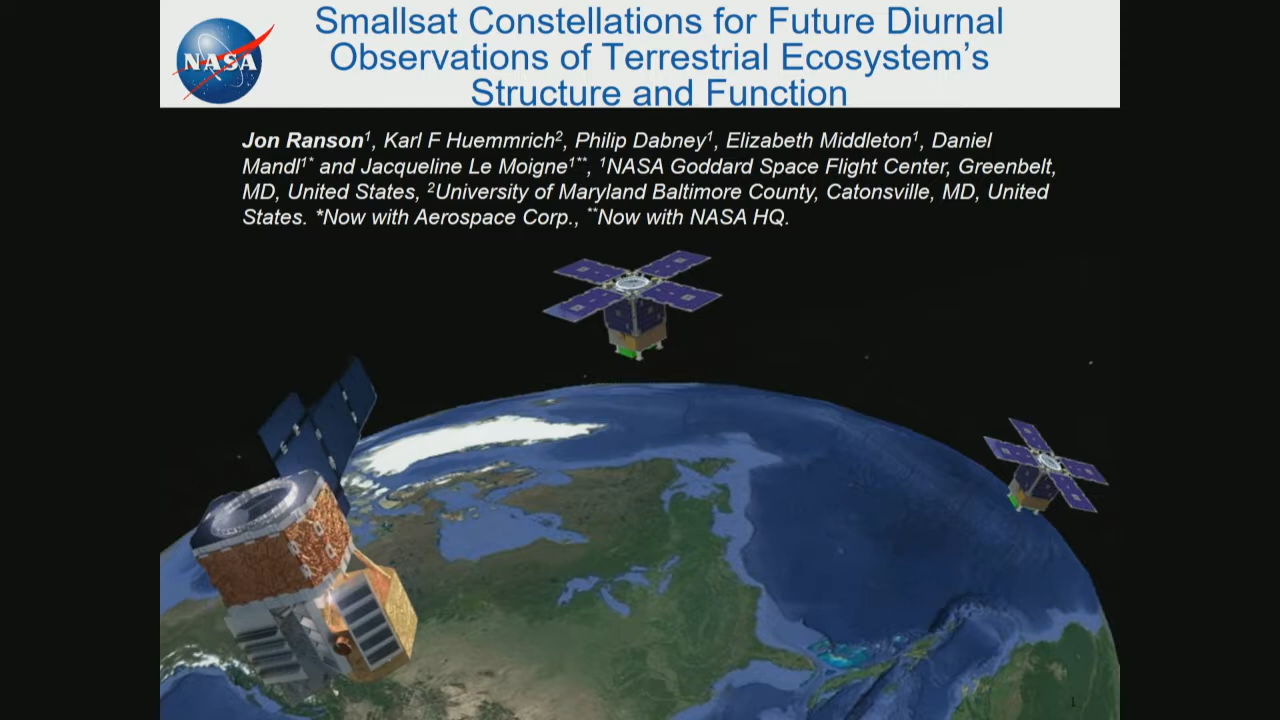 NASA
Smallsat Constellations for Future Diurnal
Observations of Terrestrial Ecosystem’s
Structure and Function
Jon Ranson¹, Karl F Huemmrich², Philip Dabney¹, Elizabeth Middleton¹, Daniel
Mandl¹* and Jacqueline Le Moigne¹**, ¹NASA Goddard Space Flight Center, Greenbelt,
MD, United States, ²University of Maryland Baltimore County, Catonsville, MD, United
States. *Now with Aerospace Corp., **Now with NASA HQ.
1